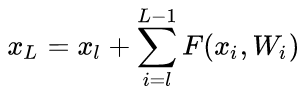 x_L = x_l + \sum_{i=l}^{L-1} F(x_i, W_i)